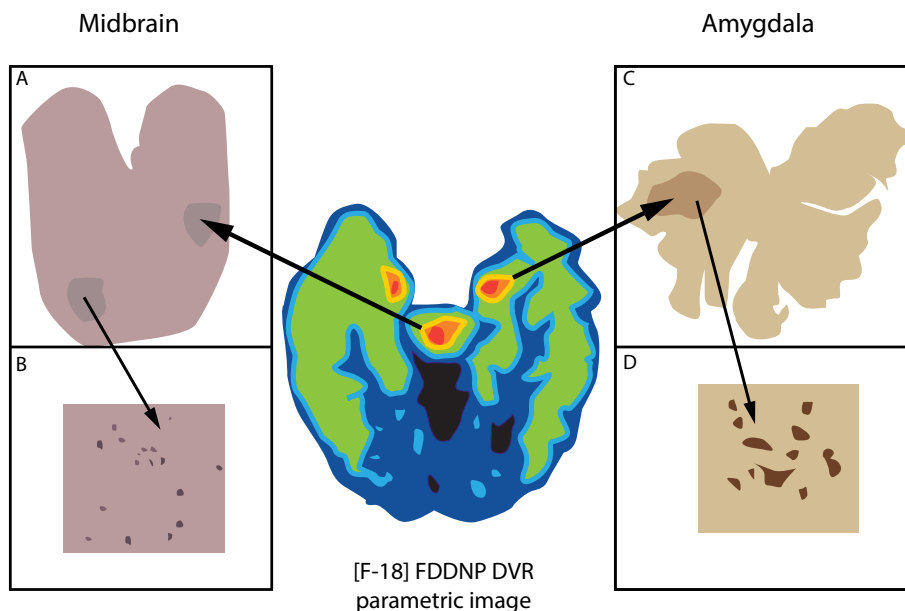 Midbrain
Amygdala
A
C
B
D
[F-18] FDDNP DVR
parametric image